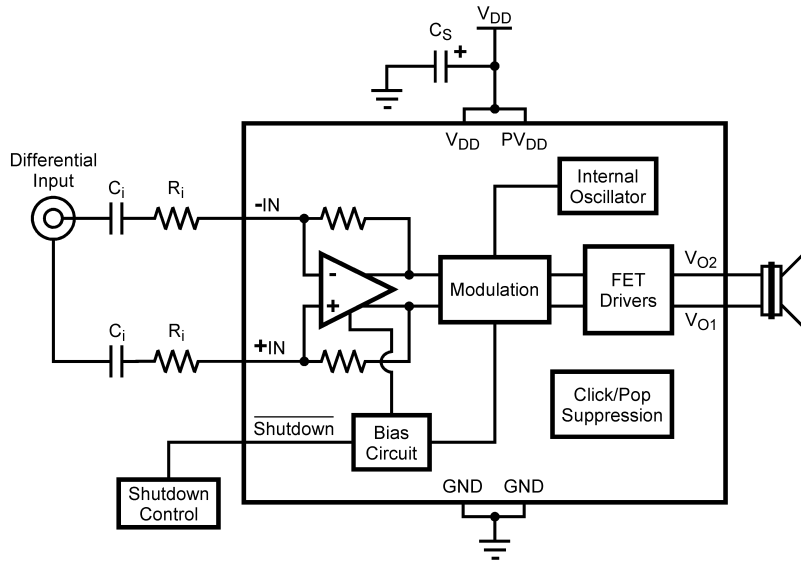 V_DD
C_S +
V_DD PV_DD
Differential
Input
C_i R_i -IN
Internal
Oscillator
-
+
Modulation
FET
Drivers
V_O2
V_O1
C_i R_i +IN
Click/Pop
Suppression
Shutdown
Bias
Circuit
Shutdown
Control
GND GND